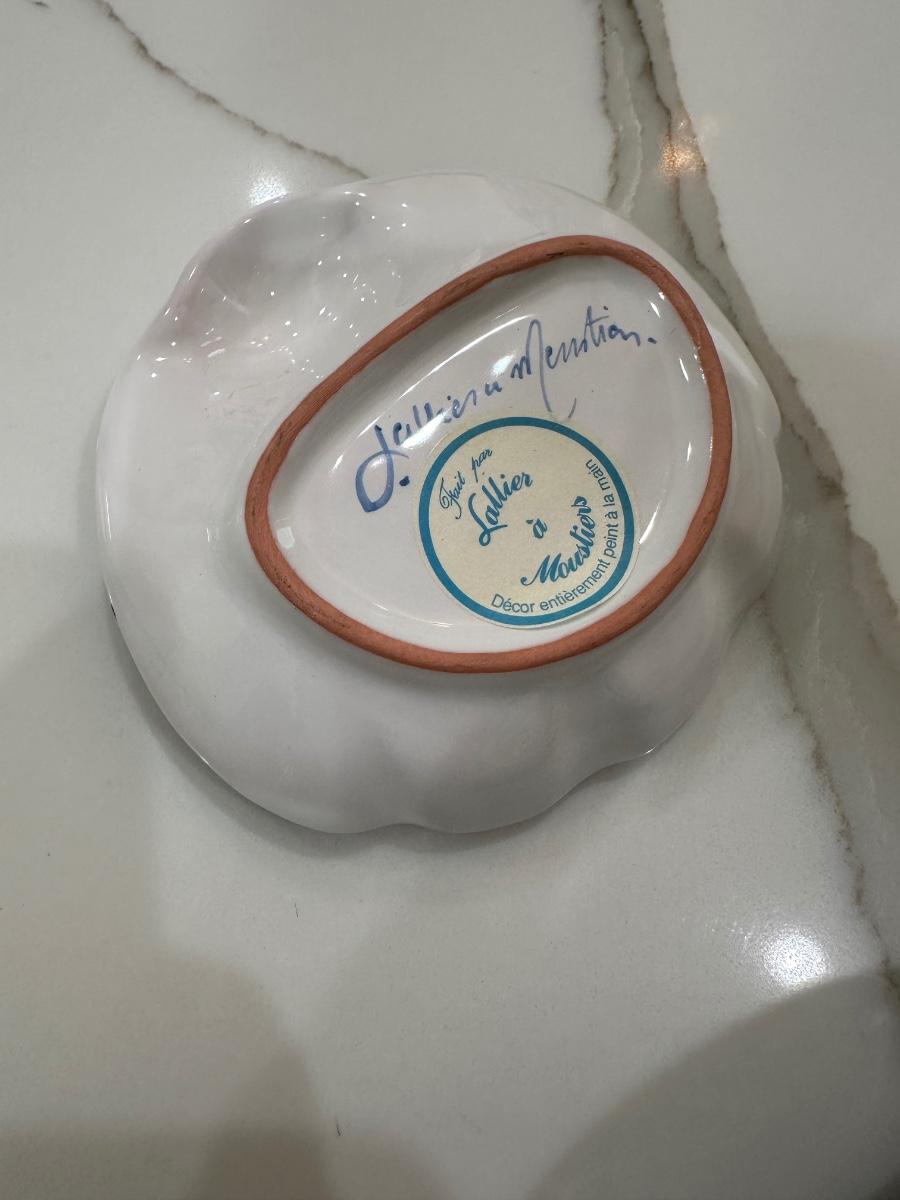 Lallier à Moustiers.
Fait par
Lallier
à
Moustiers
Décor entièrement peint à la main